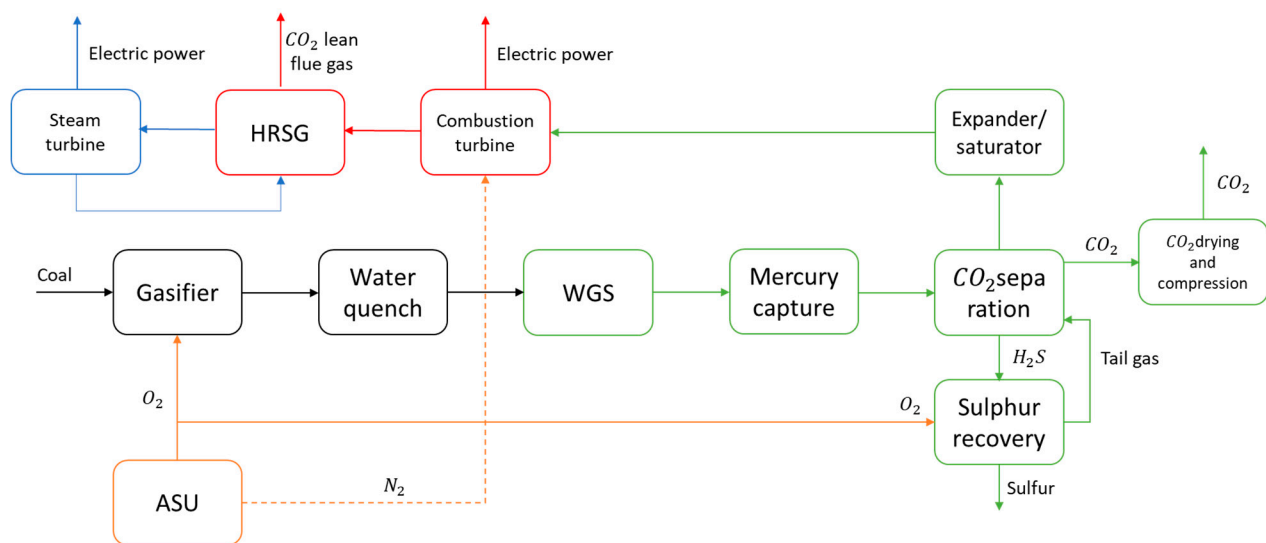 Electric power
CO₂ lean
flue gas
Electric power
Steam
turbine
HRSG
Combustion
turbine
Expander/
saturator
CO₂
Coal
Gasifier
Water
quench
WGS
Mercury
capture
CO₂sepa
ration
CO₂
CO₂drying
and
compression
H₂S
Tail gas
O₂
O₂
Sulphur
recovery
ASU
N₂
Sulfur